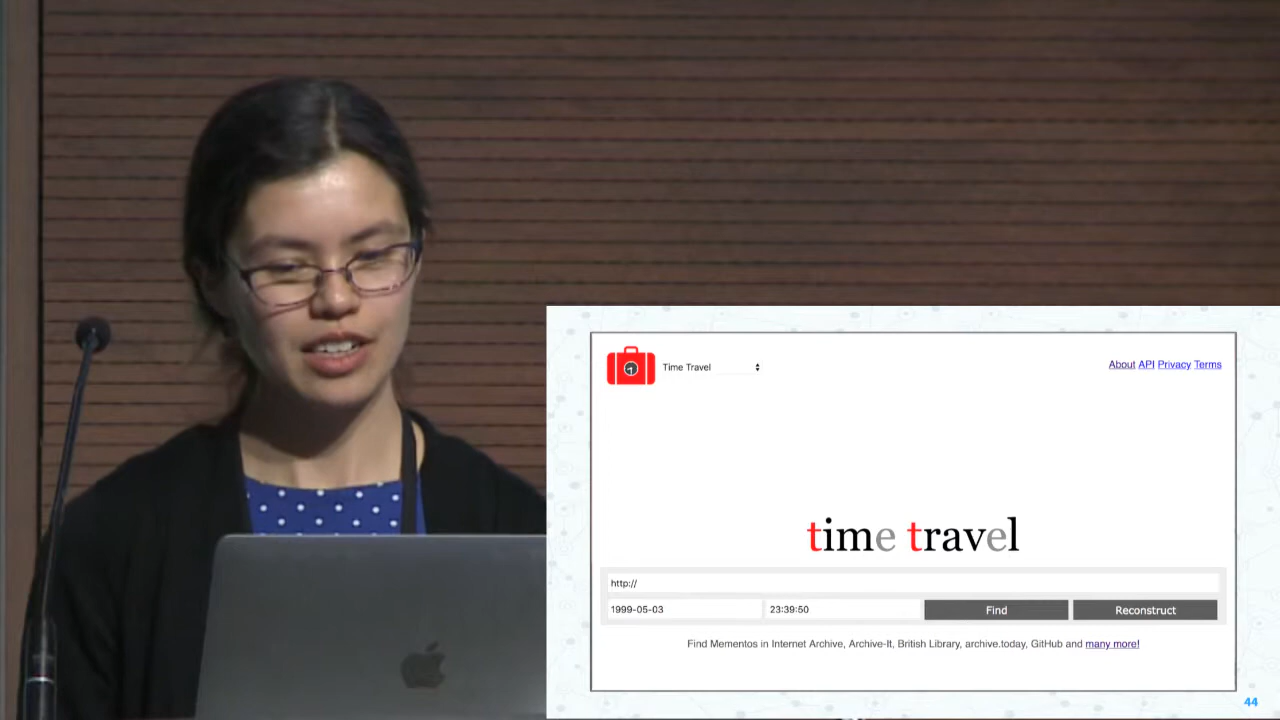 Time Travel
About API Privacy Terms
time travel
http://
1999-05-03 23:39:50 Find Reconstruct
Find Mementos in Internet Archive, Archive-It, British Library, archive.today, GitHub and many more!
44